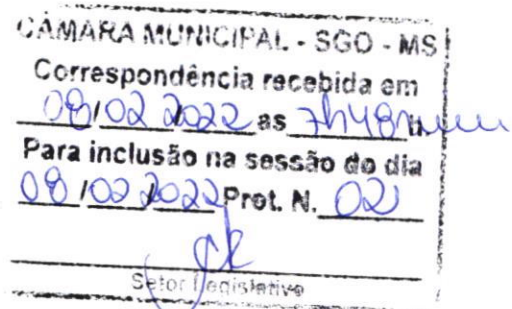 CÂMARA MUNICIPAL - SGO - MS
Correspondência recebida em
08/02/2022 as 7h48min
Para inclusão na sessão do dia
08/02/2022 Prot. N. 02
Setor Legislativo